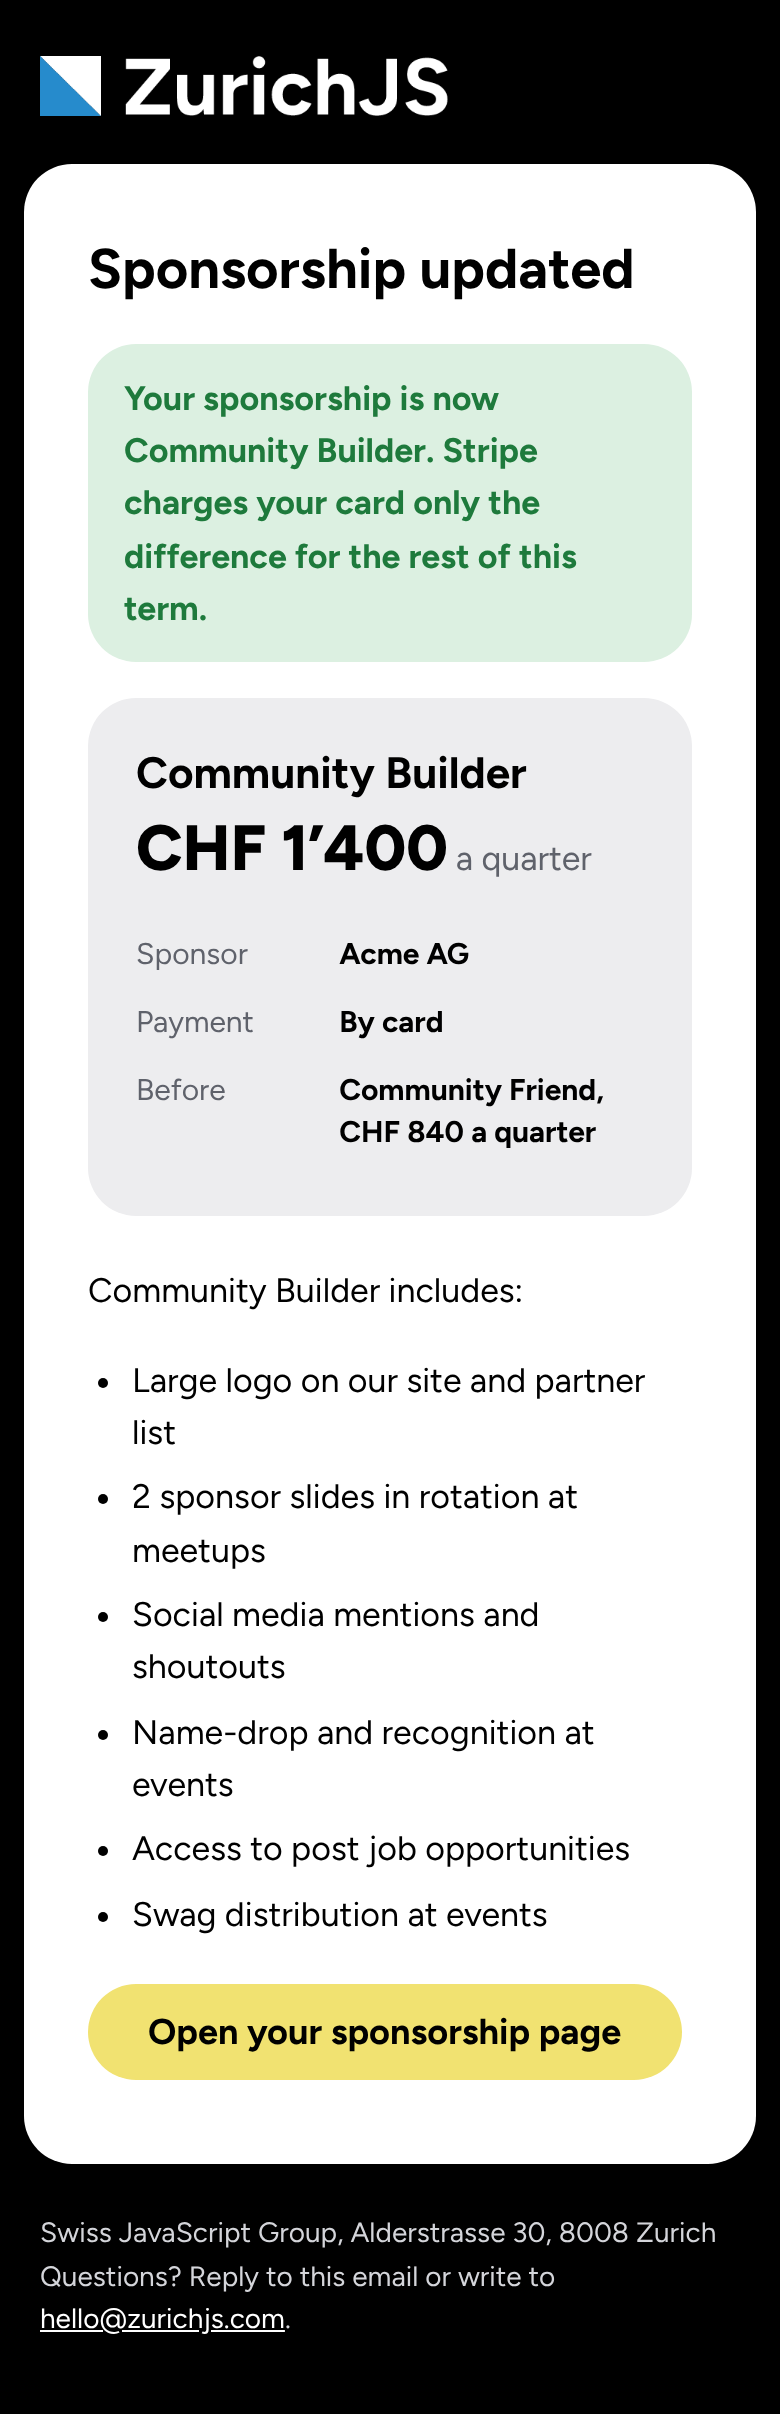 ZurichJS
Sponsorship updated
Your sponsorship is now
Community Builder. Stripe
charges your card only the
difference for the rest of this
term.
Community Builder
CHF 1’400 a quarter
Sponsor Acme AG
Payment By card
Before Community Friend,
CHF 840 a quarter
Community Builder includes:
• Large logo on our site and partner
list
• 2 sponsor slides in rotation at
meetups
• Social media mentions and
shoutouts
• Name-drop and recognition at
events
• Access to post job opportunities
• Swag distribution at events
Open your sponsorship page
Swiss JavaScript Group, Alderstrasse 30, 8008 Zurich
Questions? Reply to this email or write to
hello@zurichjs.com.